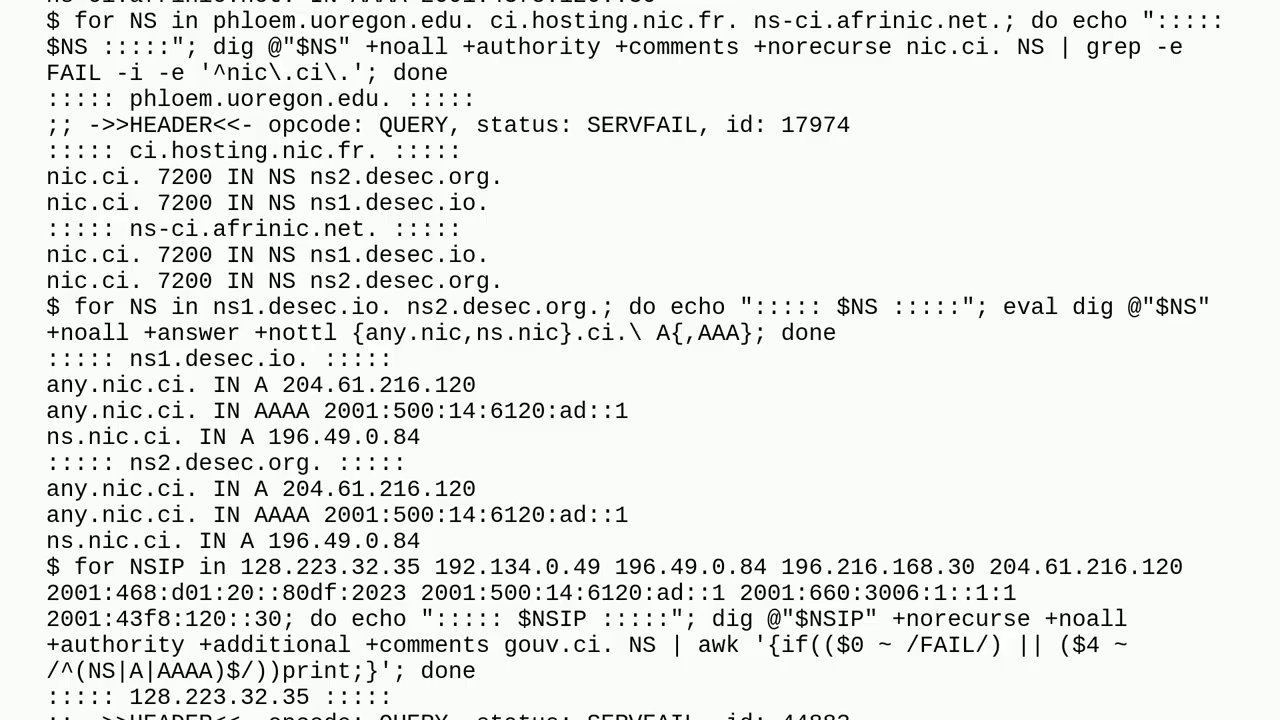 $ for NS in phloem.uoregon.edu. ci.hosting.nic.fr. ns-ci.afrinic.net.; do echo ":::::
$NS :::::"; dig @"$NS" +noall +authority +comments +norecurse nic.ci. NS | grep -e
FAIL -i -e '^nic\.ci\.'; done
::::: phloem.uoregon.edu. :::::
;; ->>HEADER<<- opcode: QUERY, status: SERVFAIL, id: 17974
::::: ci.hosting.nic.fr. :::::
nic.ci. 7200 IN NS ns2.desec.org.
nic.ci. 7200 IN NS ns1.desec.io.
::::: ns-ci.afrinic.net. :::::
nic.ci. 7200 IN NS ns1.desec.io.
nic.ci. 7200 IN NS ns2.desec.org.
$ for NS in ns1.desec.io. ns2.desec.org.; do echo "::::: $NS :::::"; eval dig @"$NS"
+noall +answer +nottl {any.nic,ns.nic}.ci.\ A{,AAA}; done
::::: ns1.desec.io. :::::
any.nic.ci. IN A 204.61.216.120
any.nic.ci. IN AAAA 2001:500:14:6120:ad::1
ns.nic.ci. IN A 196.49.0.84
::::: ns2.desec.org. :::::
any.nic.ci. IN A 204.61.216.120
any.nic.ci. IN AAAA 2001:500:14:6120:ad::1
ns.nic.ci. IN A 196.49.0.84
$ for NSIP in 128.223.32.35 192.134.0.49 196.49.0.84 196.216.168.30 204.61.216.120
2001:468:d01:20::80df:2023 2001:500:14:6120:ad::1 2001:660:3006:1::1:1
2001:43f8:120::30; do echo "::::: $NSIP :::::"; dig @"$NSIP" +norecurse +noall
+authority +additional +comments gouv.ci. NS | awk '{if(($0 ~ /FAIL/) || ($4 ~
/^(NS|A|AAAA)$/))print;}'; done
::::: 128.223.32.35 :::::
;; ->>HEADER<<- opcode: QUERY, status: SERVFAIL, id: